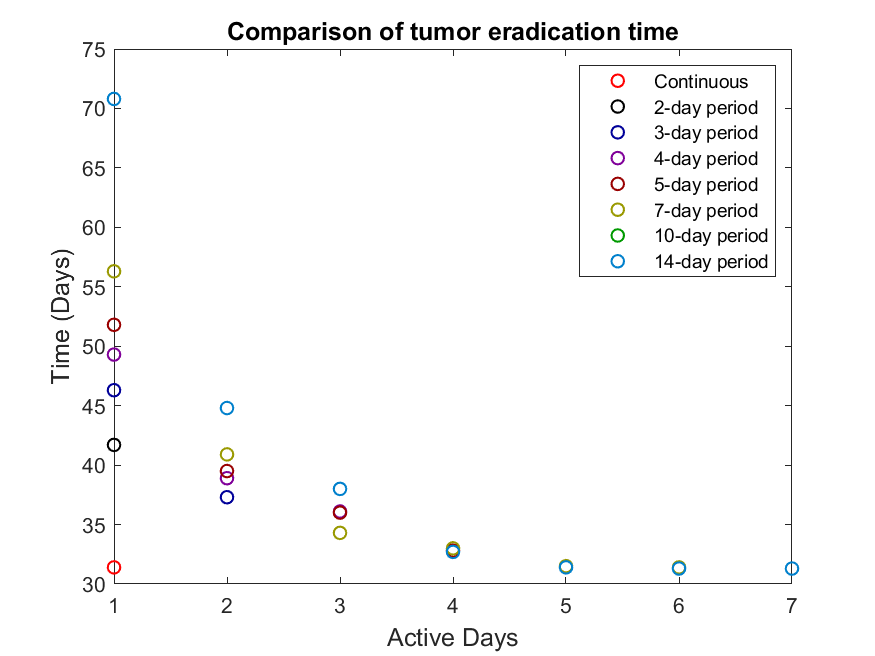 Comparison of tumor eradication time
75
70
65
60
55
50
45
40
35
30
Time (Days)
Continuous
2-day period
3-day period
4-day period
5-day period
7-day period
10-day period
14-day period
1 2 3 4 5 6 7
Active Days